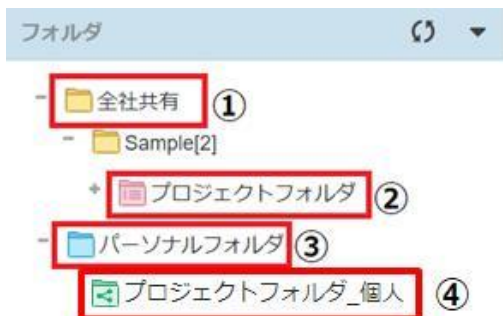 フォルダ
全社共有 ①
Sample[2]
プロジェクトフォルダ ②
パーソナルフォルダ ③
プロジェクトフォルダ_個人 ④